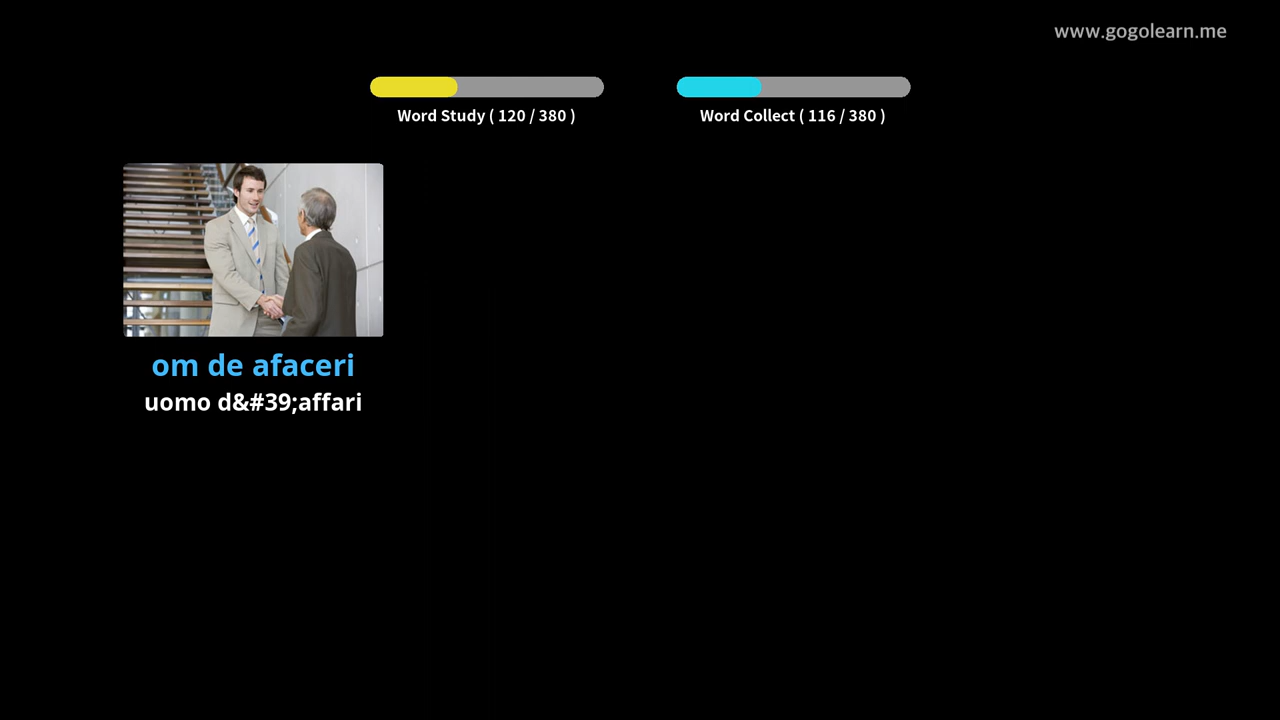 www.gogolearn.me
Word Study ( 120 / 380 )
Word Collect ( 116 / 380 )
om de afaceri
uomo d&#39;affari